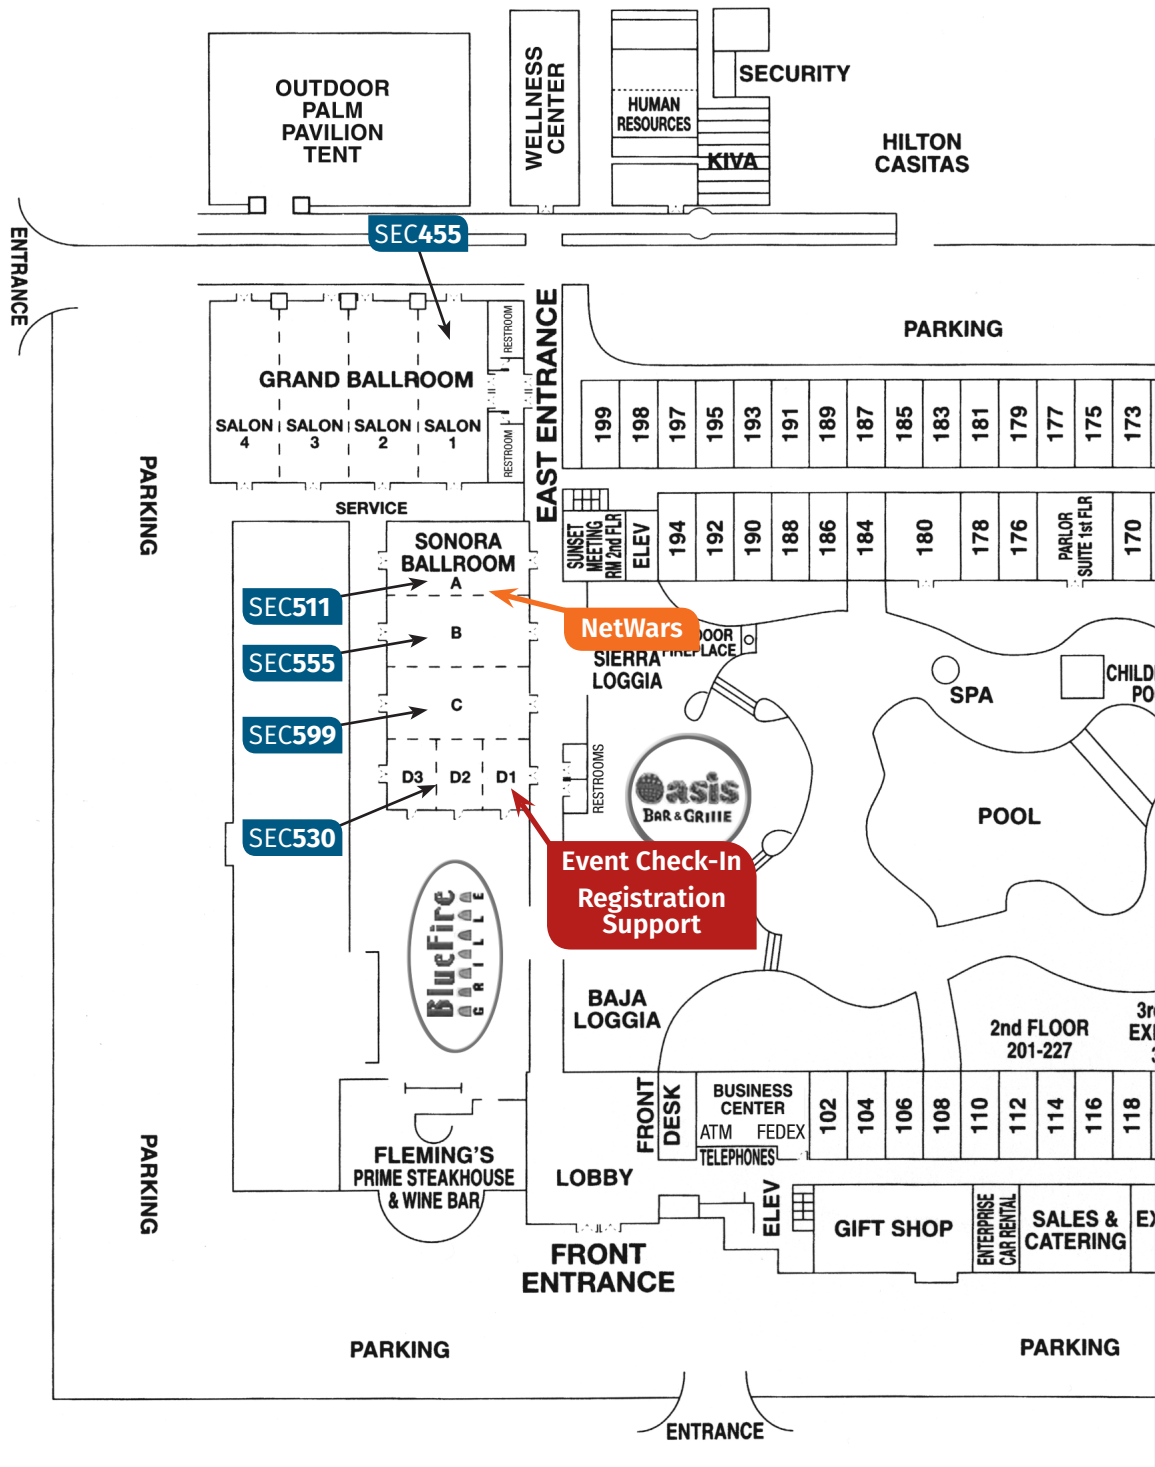 OUTDOOR
PALM
PAVILION
TENT
WELLNESS
CENTER
HUMAN
RESOURCES
SECURITY
KIVA
HILTON
CASITAS
SEC455
ENTRANCE
RESTROOM
EAST ENTRANCE
PARKING
GRAND BALLROOM
SALON
4
SALON
3
SALON
2
SALON
1
RESTROOM
199
198
197
195
193
191
189
187
185
183
181
179
177
175
173
PARKING
SERVICE
SONORA
BALLROOM
A
SUNSET
MEETING
RM 2nd FLR
ELEV
194
192
190
188
186
184
180
178
176
PARLOR
SUITE 1st FLR
170
SEC511
NetWars
SEC555
B
OOR
FIREPLACE
SIERRA
LOGGIA
SPA
CHILD
PO
SEC599
C
D3
D2
D1
RESTROOMS
Oasis
BAR & GRIllE
POOL
SEC530
Event Check-In
Registration
Support
BlueFire
GRILLE
BAJA
LOGGIA
2nd FLOOR
201-227
3r
EX
3
FRONT
DESK
BUSINESS
CENTER
ATM FEDEX
TELEPHONES
102
104
106
108
110
112
114
116
118
PARKING
FLEMING'S
PRIME STEAKHOUSE
& WINE BAR
LOBBY
ELEV
GIFT SHOP
ENTERPRISE
CAR RENTAL
SALES &
CATERING
EX
FRONT
ENTRANCE
PARKING
PARKING
ENTRANCE